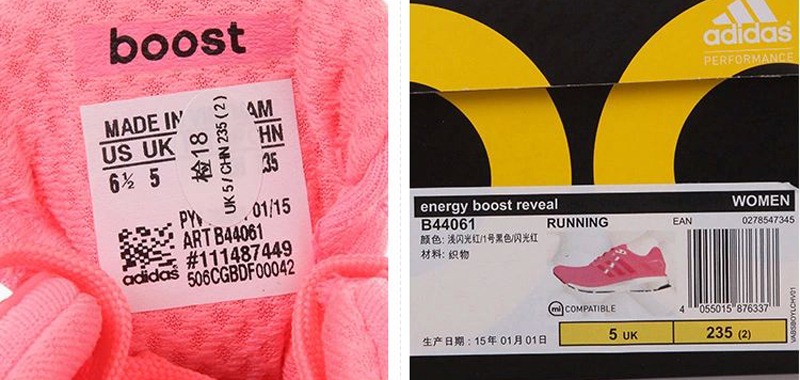 boost
MADE IN AM
US UK HN
6½ 5 35
检18
UK 5 / CHN 235 (2)
01/15
ART B44061
#111487449
adidas 506CGBDF00042
adidas
PERFORMANCE
energy boost reveal WOMEN
B44061 RUNNING EAN 0278547345
颜色: 浅闪光红/1号黑色/闪光红
材料: 织物
mi COMPATIBLE
4 055015 876337
VABSBOYLCHV01
生产日期: 15年 01月 01日 5 UK 235 (2)